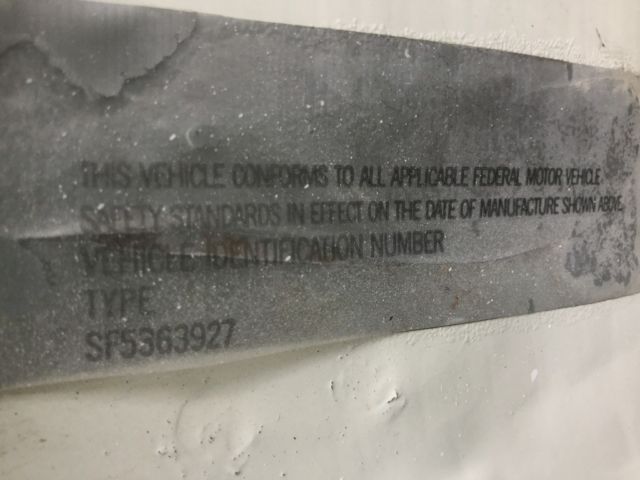 THIS VEHICLE CONFORMS TO ALL APPLICABLE FEDERAL MOTOR VEHICLE
SAFETY STANDARDS IN EFFECT ON THE DATE OF MANUFACTURE SHOWN ABOVE.
VEHICLE IDENTIFICATION NUMBER
TYPE
SF5363927